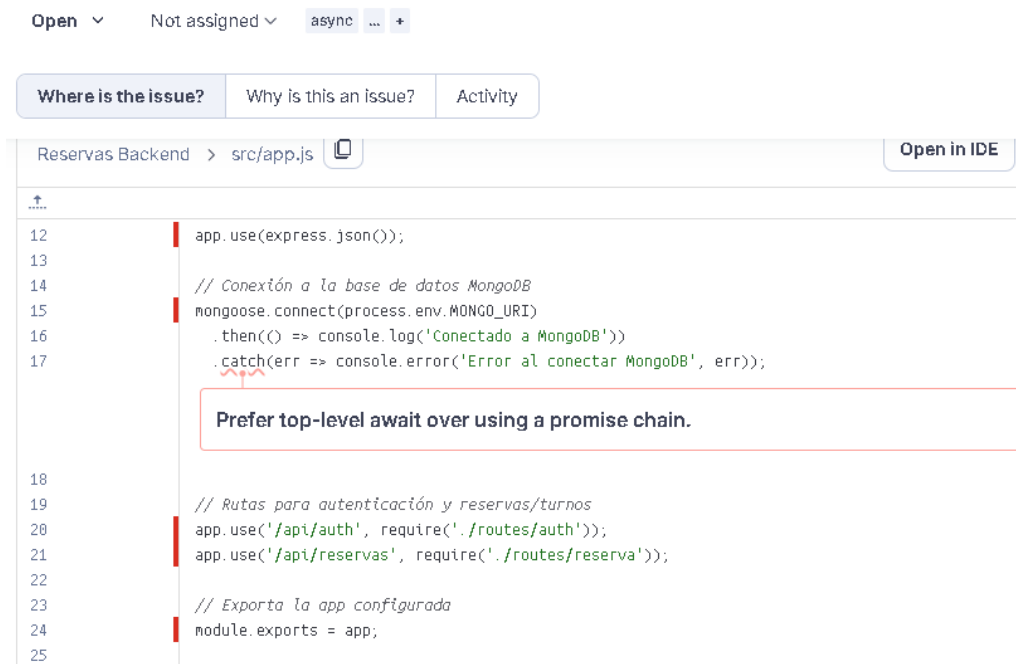 Open Not assigned async ... +
Where is the issue? Why is this an issue? Activity
Reservas Backend > src/app.js Open in IDE
12 app.use(express.json());
13
14 // Conexión a la base de datos MongoDB
15 mongoose.connect(process.env.MONGO_URI)
16 .then(() => console.log('Conectado a MongoDB'))
17 .catch(err => console.error('Error al conectar MongoDB', err));
Prefer top-level await over using a promise chain.
18
19 // Rutas para autenticación y reservas/turnos
20 app.use('/api/auth', require('./routes/auth'));
21 app.use('/api/reservas', require('./routes/reserva'));
22
23 // Exporta la app configurada
24 module.exports = app;
25